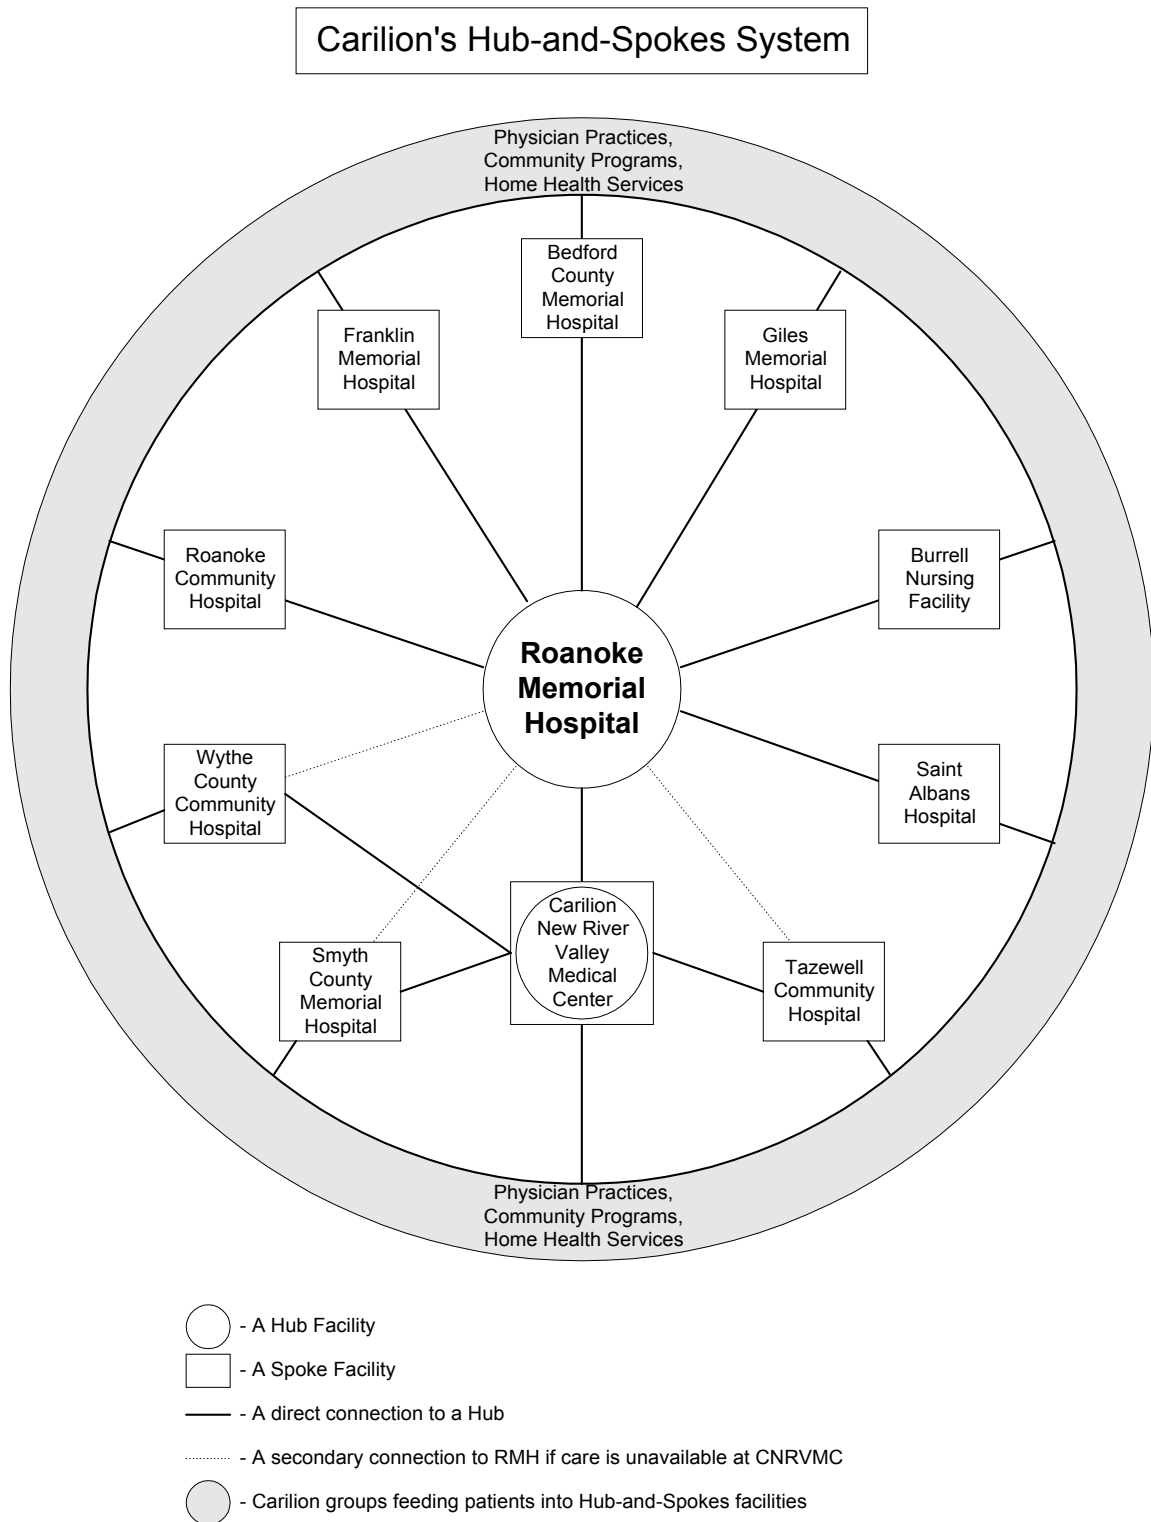 Carilion's Hub-and-Spokes System
Physician Practices,
Community Programs,
Home Health Services
Bedford
County
Memorial
Hospital
Franklin
Memorial
Hospital
Giles
Memorial
Hospital
Roanoke
Community
Hospital
Burrell
Nursing
Facility
Roanoke
Memorial
Hospital
Wythe
County
Community
Hospital
Saint
Albans
Hospital
Smyth
County
Memorial
Hospital
Carilion
New River
Valley
Medical
Center
Tazewell
Community
Hospital
Physician Practices,
Community Programs,
Home Health Services
- A Hub Facility
- A Spoke Facility
- A direct connection to a Hub
- A secondary connection to RMH if care is unavailable at CNRVMC
- Carilion groups feeding patients into Hub-and-Spokes facilities